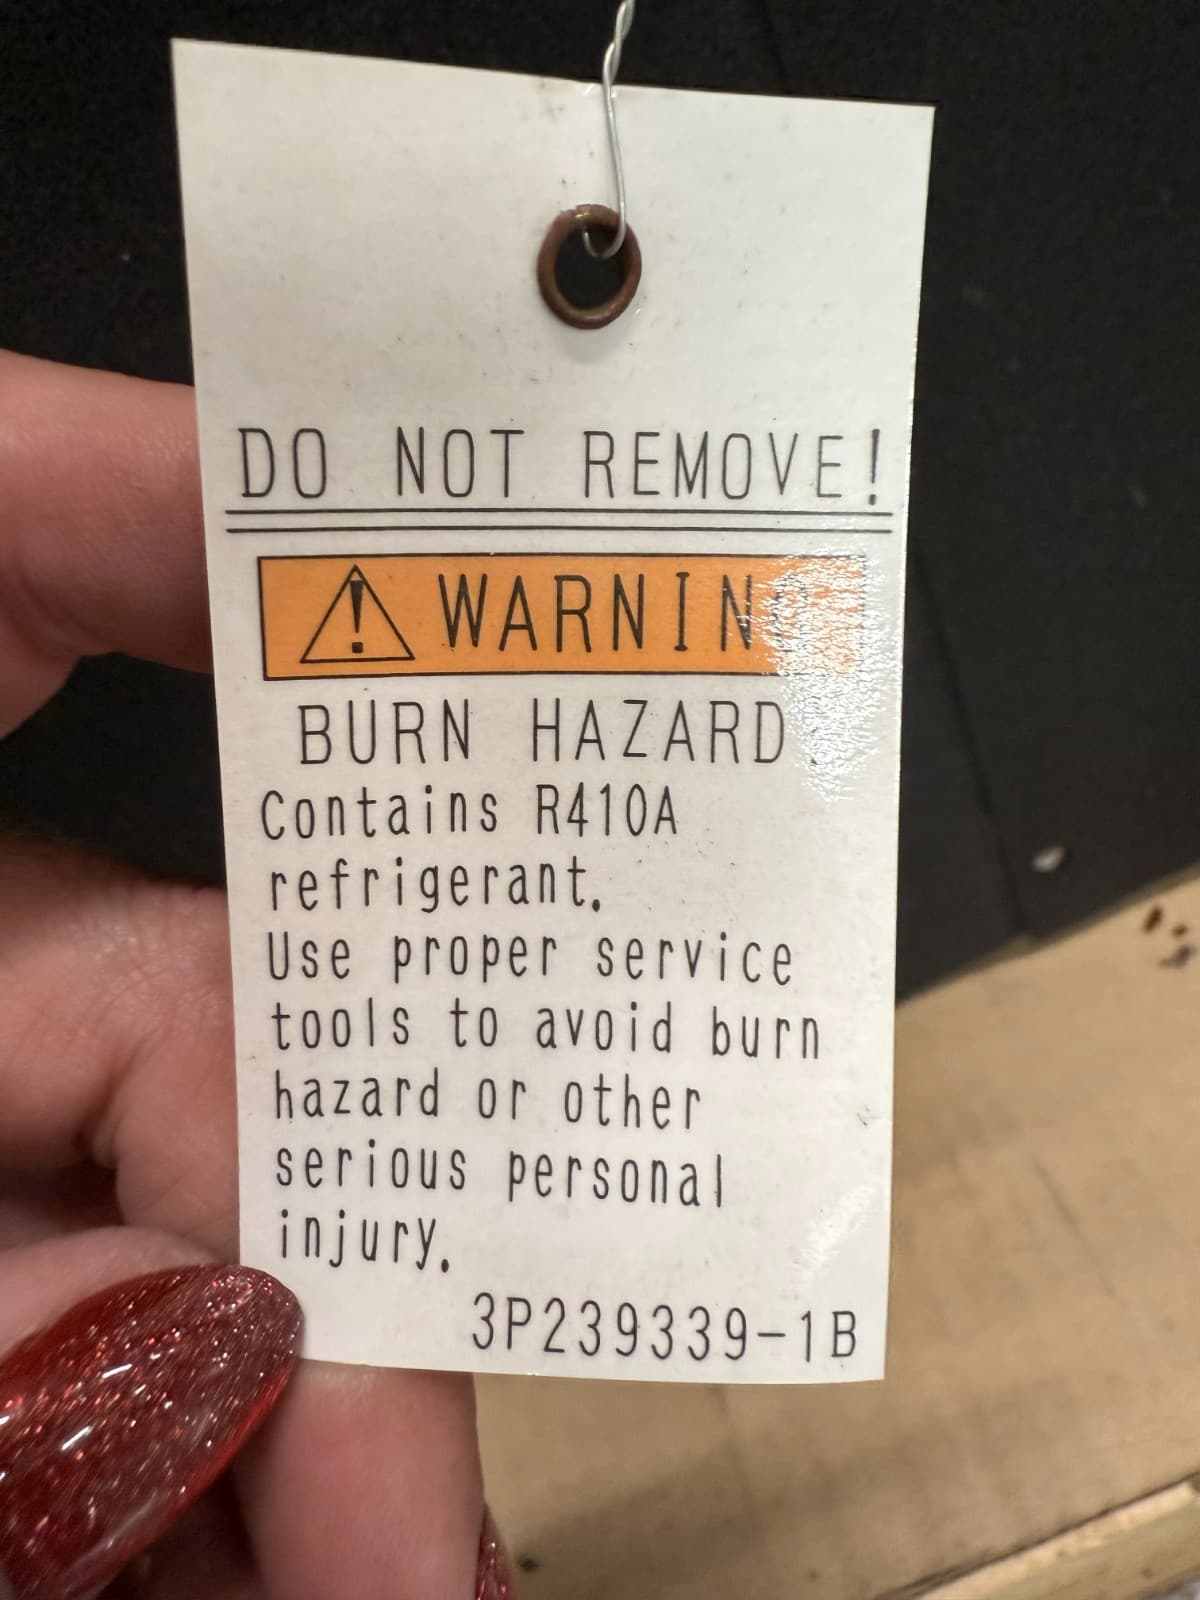 DO NOT REMOVE!
WARNING
BURN HAZARD.
Contains R410A
refrigerant.
Use proper service
tools to avoid burn
hazard or other
serious personal
injury.
3P239339-1B